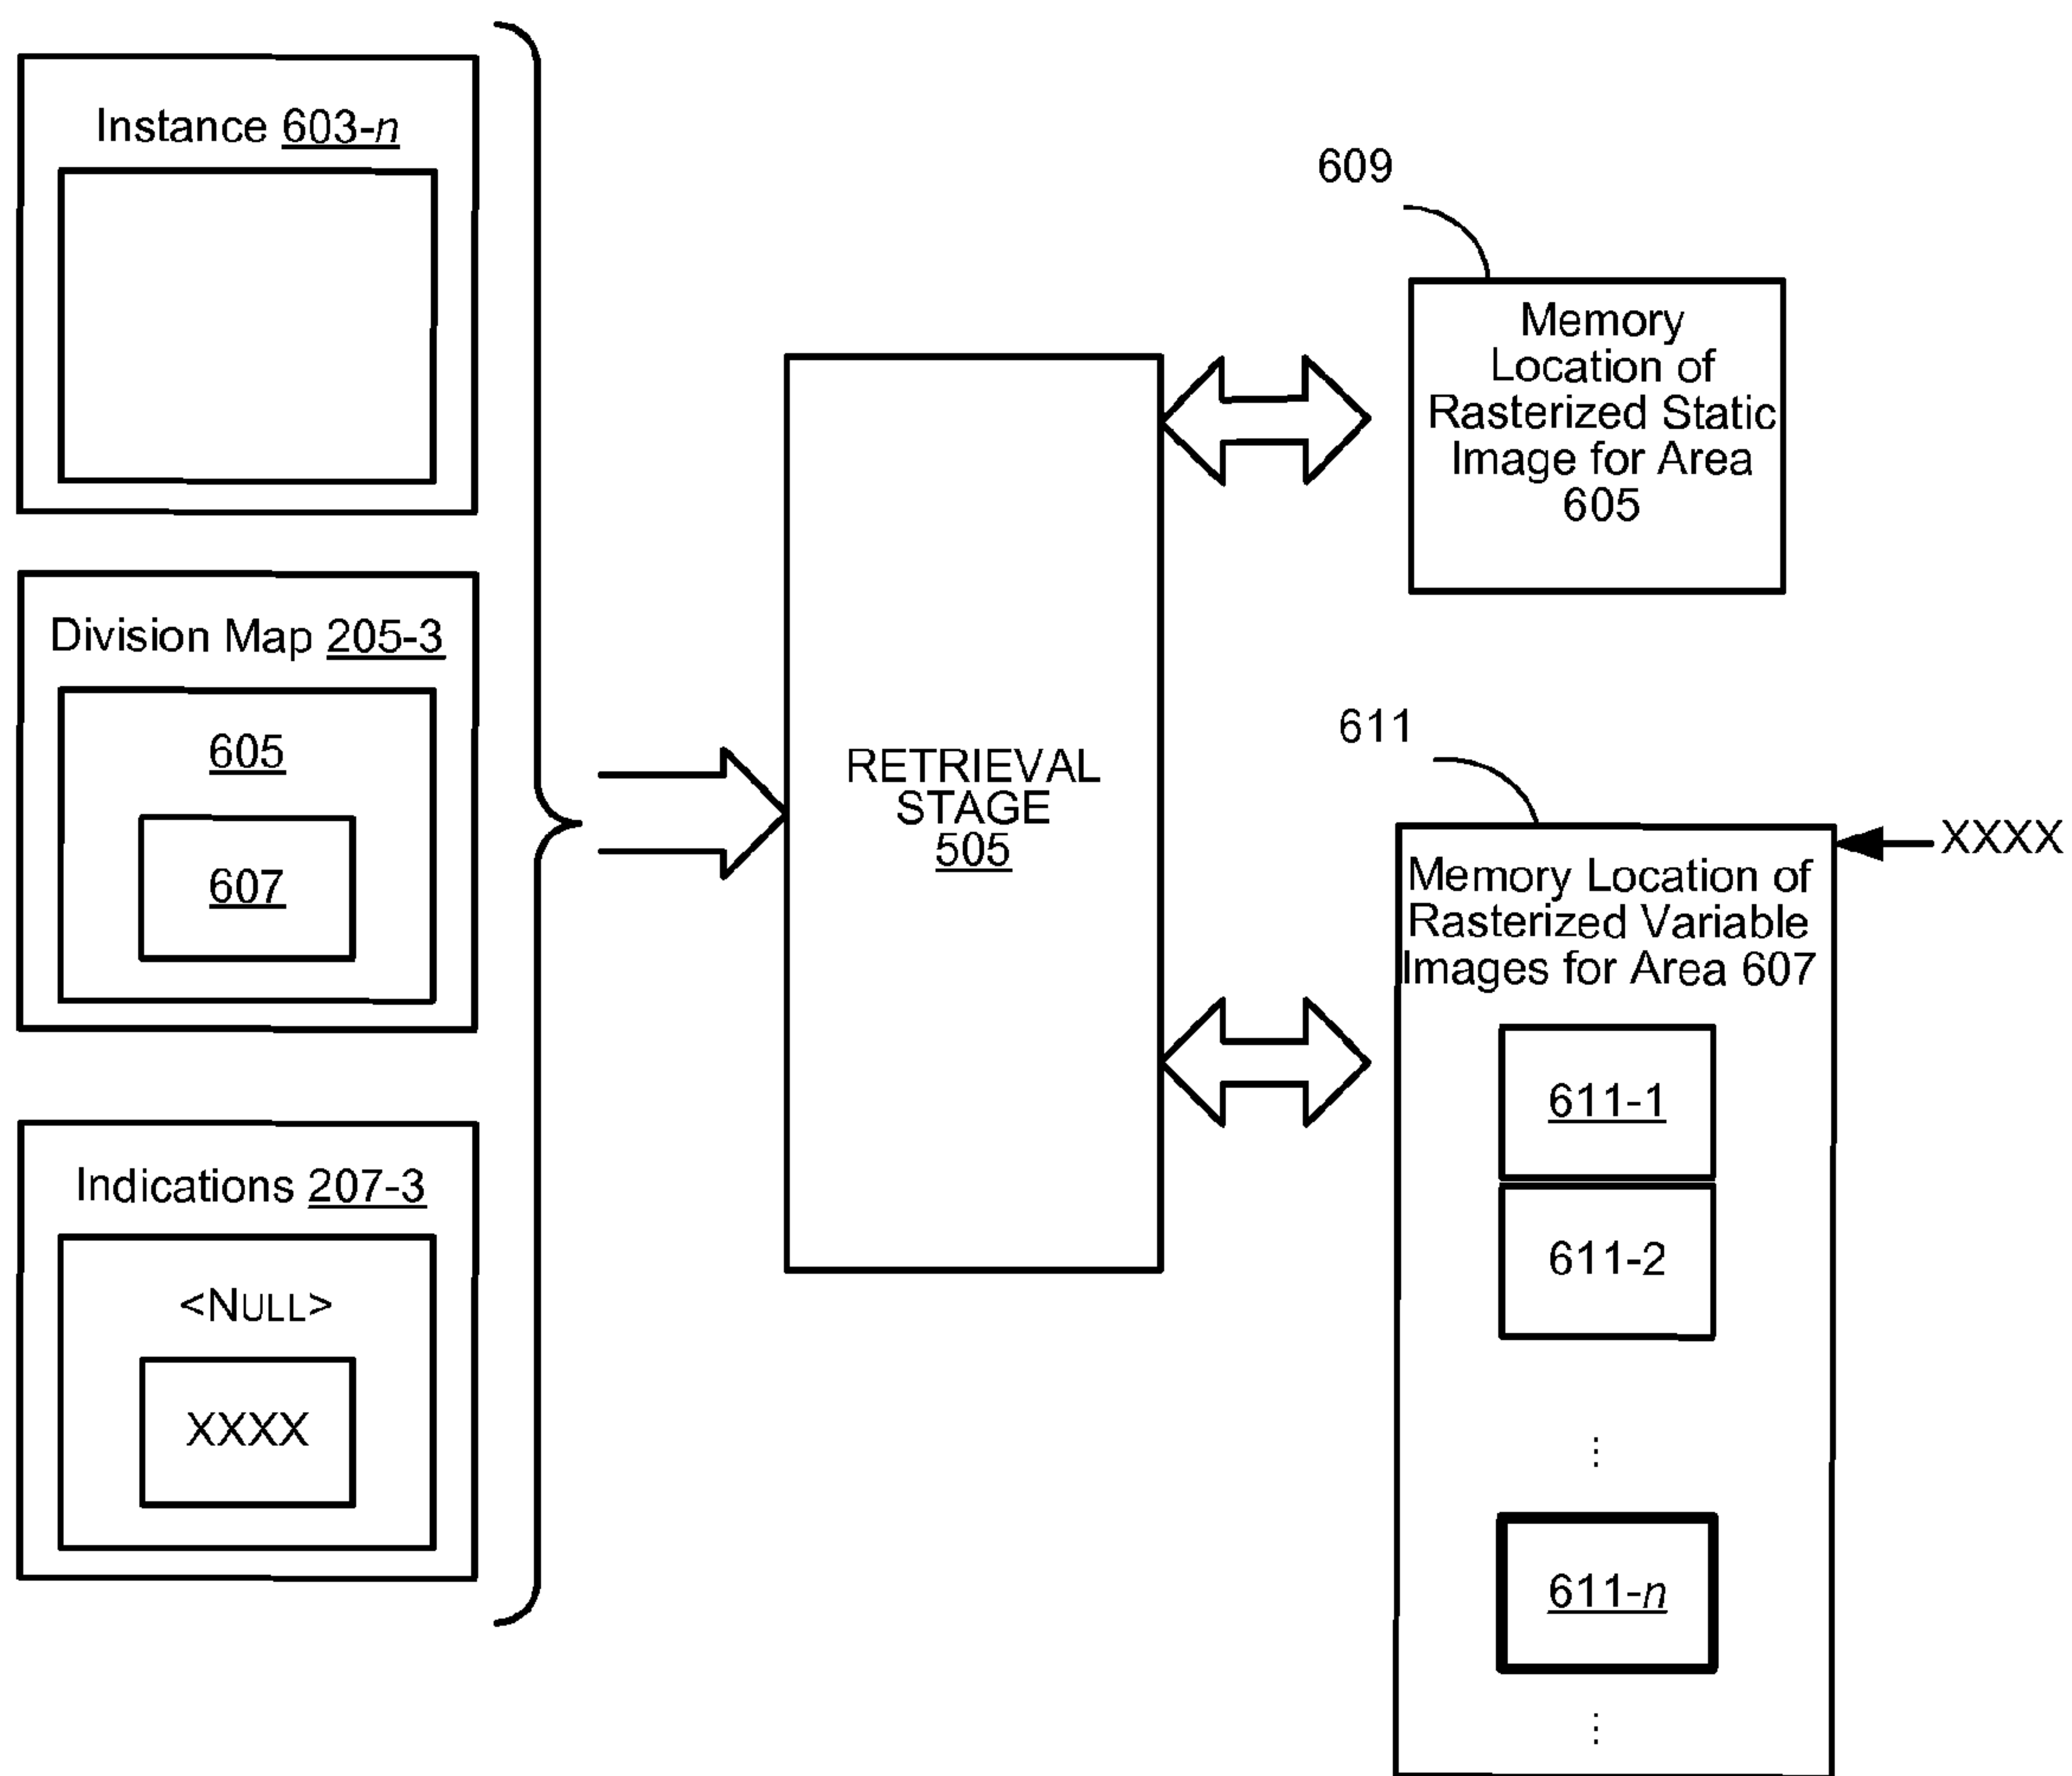 Instance 603-n
Division Map 205-3
605
607
Indications 207-3
<NULL>
XXXX
RETRIEVAL
STAGE
505
609
Memory
Location of
Rasterized Static
Image for Area
605
611
XXXX
Memory Location of
Rasterized Variable
Images for Area 607
611-1
611-2
⋮
611-n
⋮